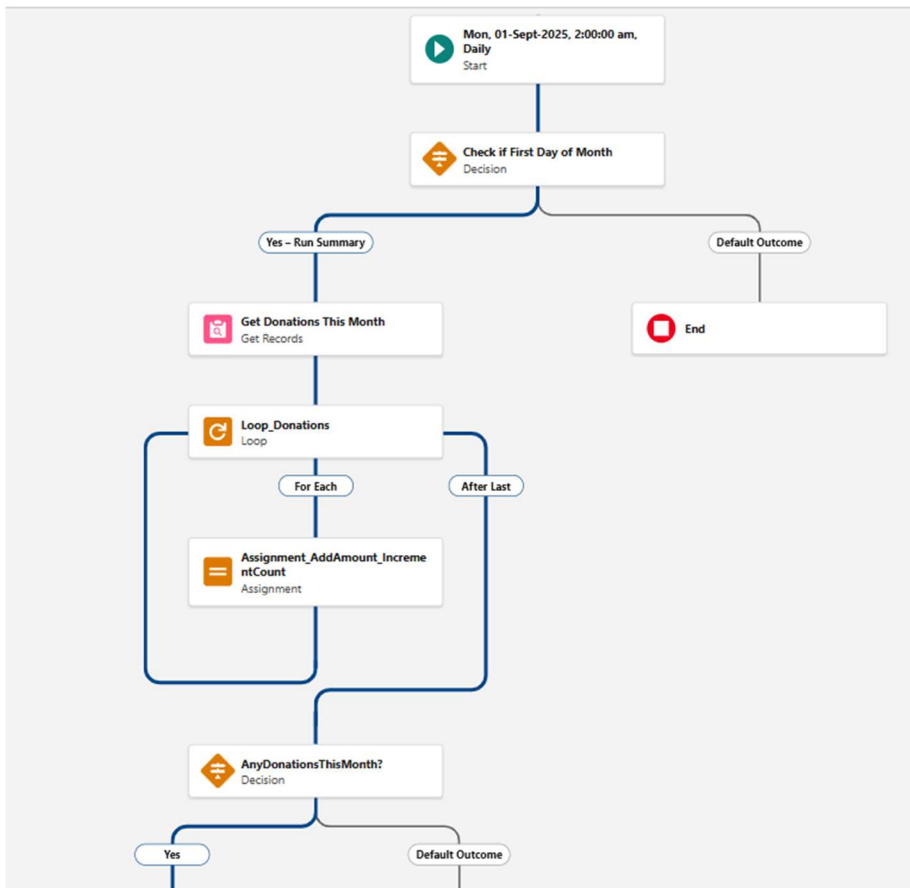 Mon, 01-Sept-2025, 2:00:00 am,
Daily
Start
Check if First Day of Month
Decision
Yes – Run Summary
Default Outcome
Get Donations This Month
Get Records
End
Loop_Donations
Loop
For Each
After Last
Assignment_AddAmount_Increme
ntCount
Assignment
AnyDonationsThisMonth?
Decision
Yes
Default Outcome